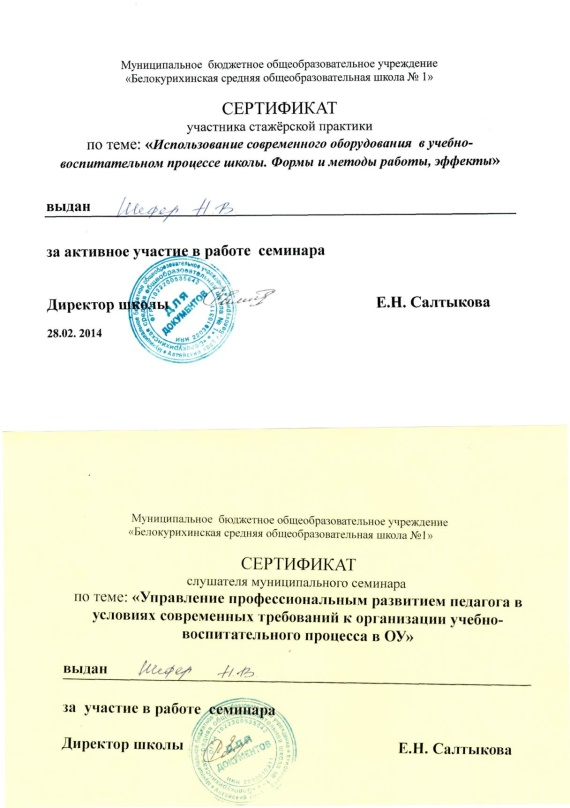 Муниципальное бюджетное общеобразовательное учреждение
«Белокурихинская средняя общеобразовательная школа № 1»
СЕРТИФИКАТ
участника стажёрской практики
по теме: «Использование современного оборудования в учебно-
воспитательном процессе школы. Формы и методы работы, эффекты»
выдан Шефер Н В
за активное участие в работе семинара
Директор школы Е.Н. Салтыкова
ДЛЯ
ДОКУМЕНТОВ
28.02. 2014
Муниципальное бюджетное общеобразовательное учреждение
«Белокурихинская средняя общеобразовательная школа №1»
СЕРТИФИКАТ
слушателя муниципального семинара
по теме: «Управление профессиональным развитием педагога в
условиях современных требований к организации учебно-
воспитательного процесса в ОУ»
выдан Шефер Н.В
за участие в работе семинара
Директор школы Е.Н. Салтыкова
ДЛЯ
ДОКУМЕНТОВ